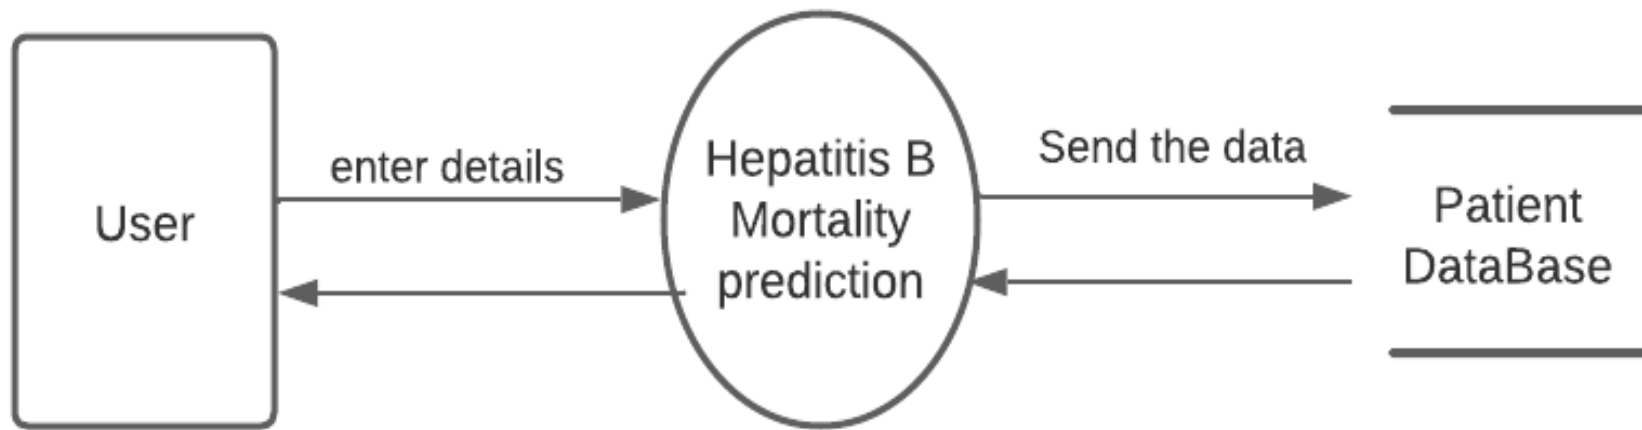 User
enter details
Hepatitis B
Mortality
prediction
Send the data
Patient
DataBase